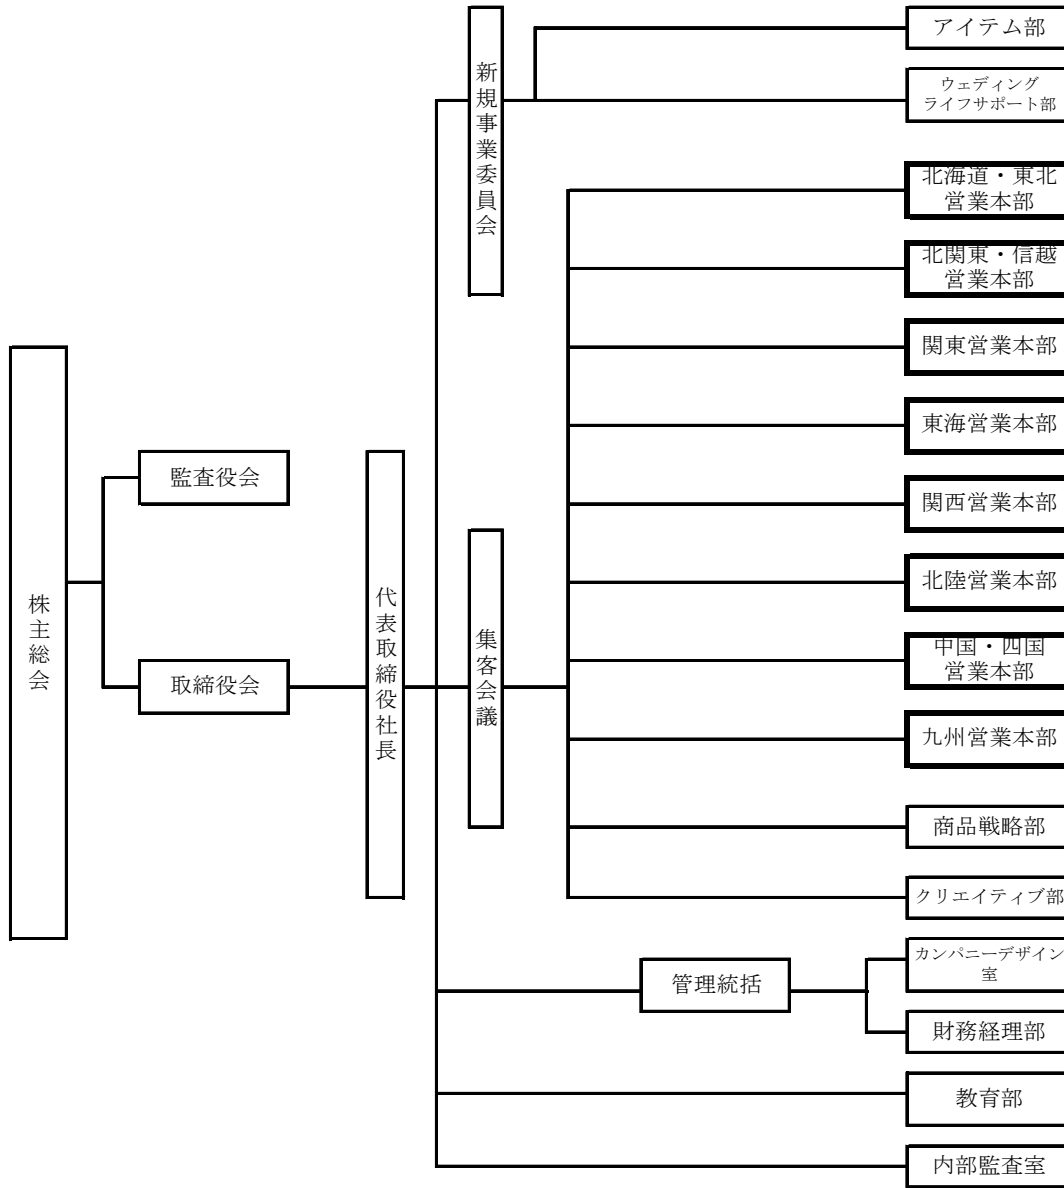 株主総会
監査役会
取締役会
代表取締役社長
新規事業委員会
集客会議
管理統括
アイテム部
ウェディング
ライフサポート部
北海道・東北
営業本部
北関東・信越
営業本部
関東営業本部
東海営業本部
関西営業本部
北陸営業本部
中国・四国
営業本部
九州営業本部
商品戦略部
クリエイティブ部
カンパニーデザイン
室
財務経理部
教育部
内部監査室